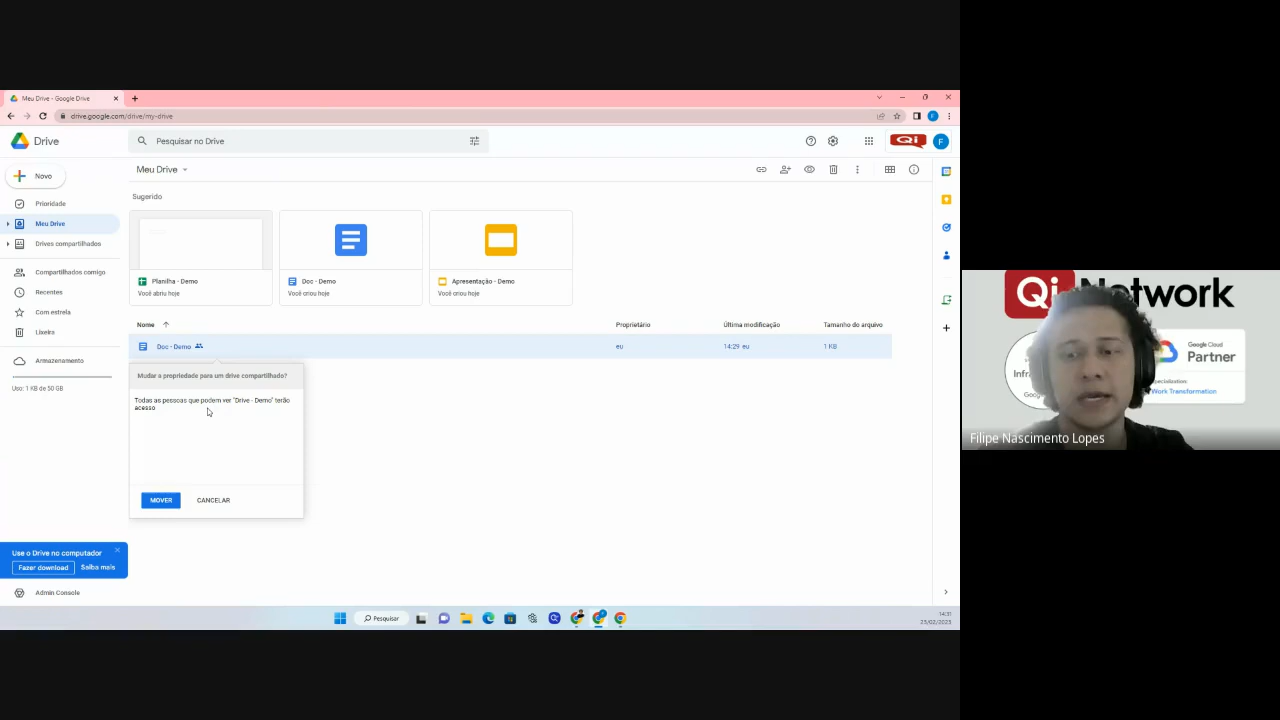 Meu Drive - Google Drive
drive.google.com/drive/my-drive
Drive
Pesquisar no Drive
Qi
F
Novo
Meu Drive
Prioridade
Meu Drive
Drives compartilhados
Compartilhados comigo
Recentes
Com estrela
Lixeira
Armazenamento
Uso: 1 KB de 50 GB
Sugerido
Planilha - Demo
Você abriu hoje
Doc - Demo
Você criou hoje
Apresentação - Demo
Você criou hoje
Nome
Proprietário
Última modificação
Tamanho do arquivo
Doc - Demo
eu
14:29 eu
1 KB
Mudar a propriedade para um drive compartilhado?
Todas as pessoas que podem ver "Drive - Demo" terão
acesso
MOVER
CANCELAR
Use o Drive no computador
Fazer download
Saiba mais
Admin Console
Pesquisar
14:31
23/02/2023
Qi Network
Infra
Goog
Google Cloud
Partner
Specialization
Work Transformation
Filipe Nascimento Lopes